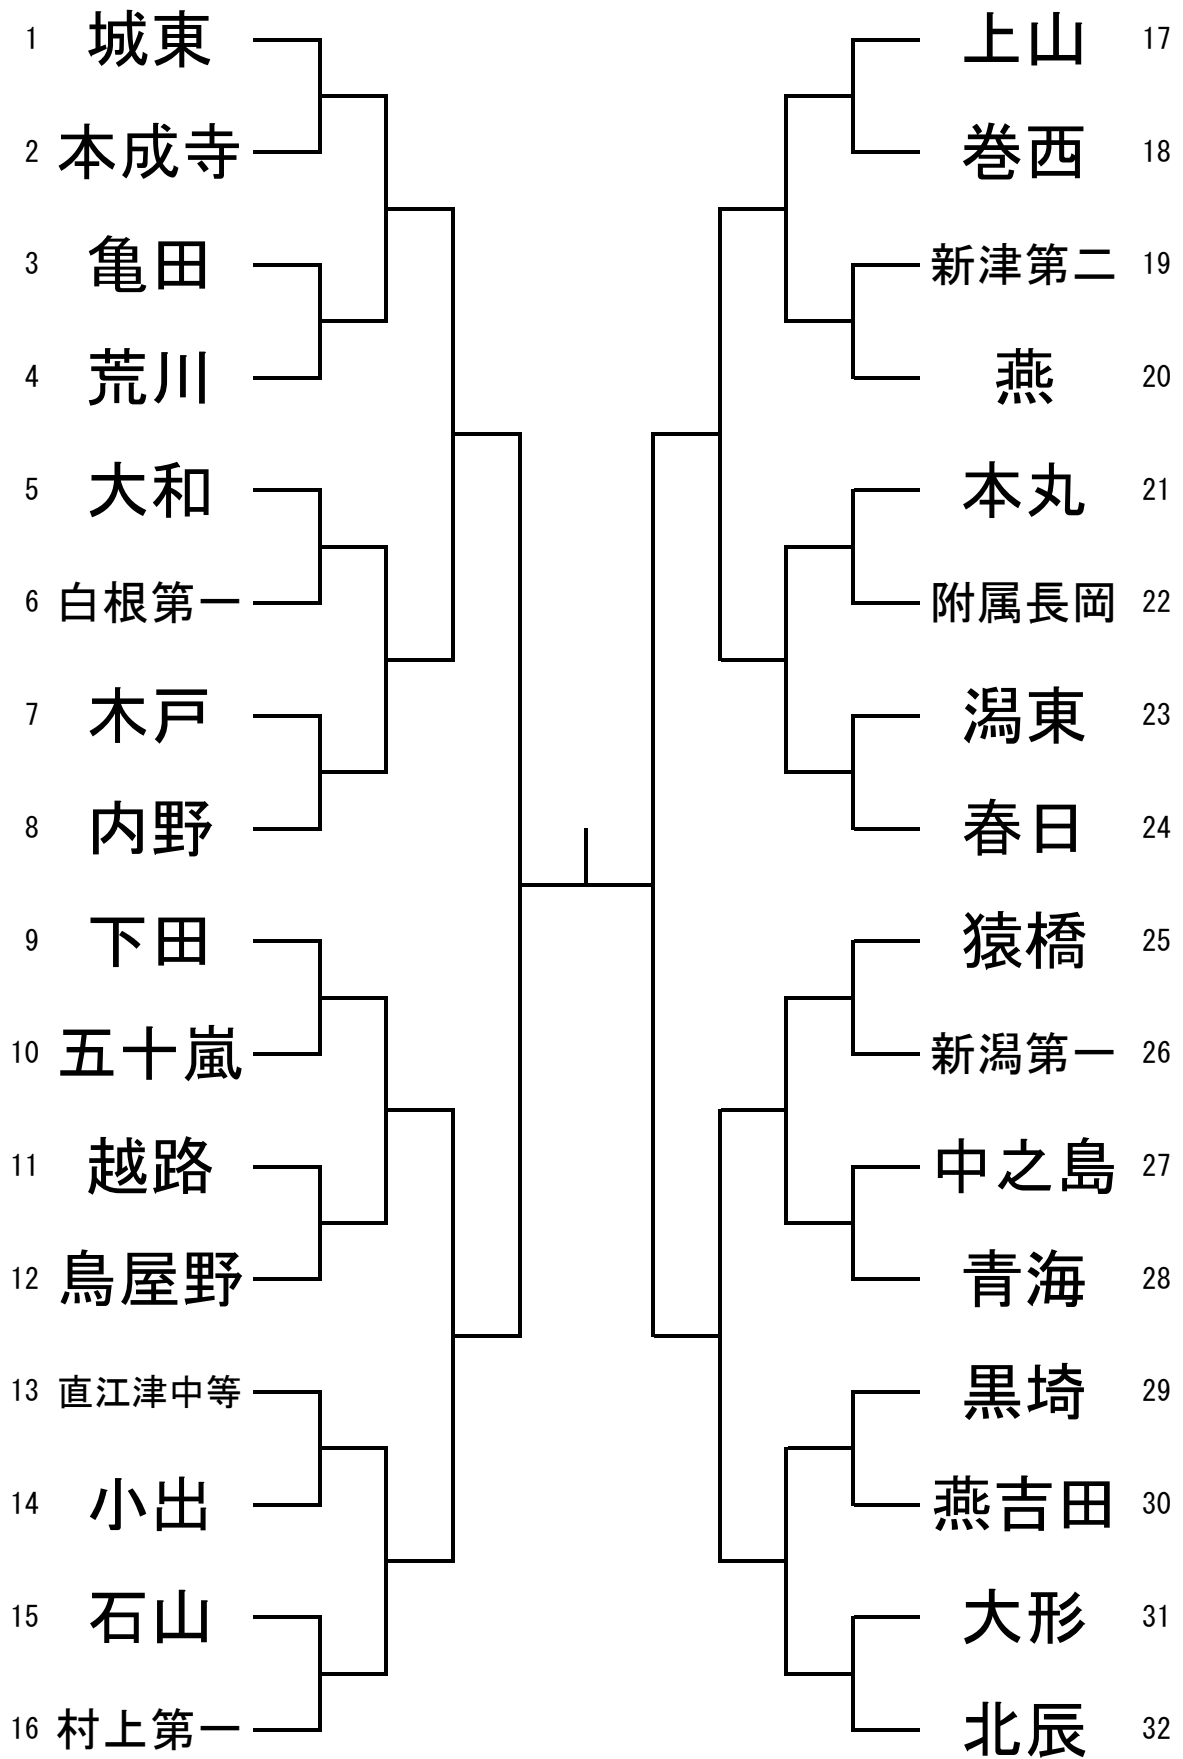 1 城東
2 本成寺
3 亀田
4 荒川
5 大和
6 白根第一
7 木戸
8 内野
9 下田
10 五十嵐
11 越路
12 鳥屋野
13 直江津中等
14 小出
15 石山
16 村上第一
上山 17
巻西 18
新津第二 19
燕 20
本丸 21
附属長岡 22
潟東 23
春日 24
猿橋 25
新潟第一 26
中之島 27
青海 28
黒埼 29
燕吉田 30
大形 31
北辰 32